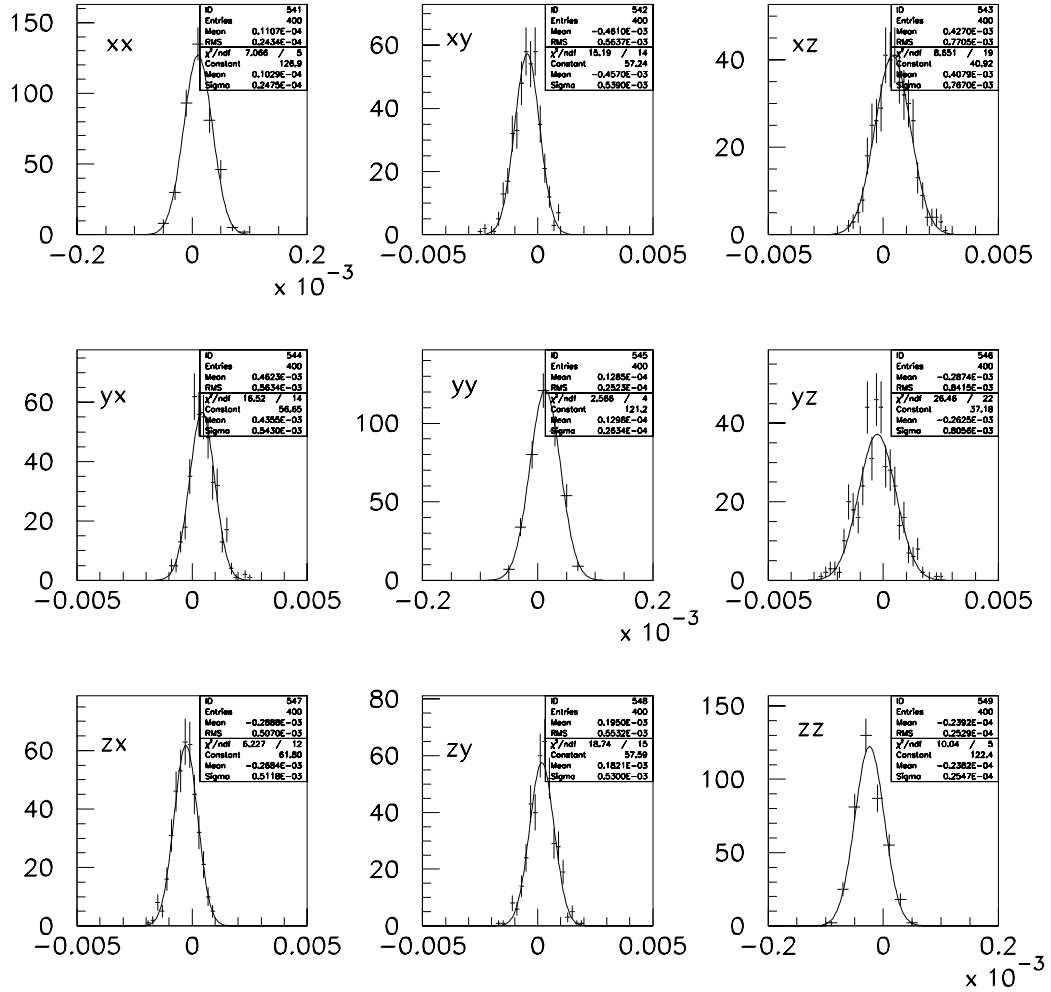 ID 541 ID 542 ID 543
Entries 400 Entries 400 Entries 400
Mean 0.1107E-04 Mean -0.4610E-03 Mean 0.4270E-03
RMS 0.2434E-04 RMS 0.5637E-03 RMS 0.7705E-03
χ²/ndf 7.066 / 5 χ²/ndf 15.19 / 14 χ²/ndf 8.651 / 19
Constant 126.9 Constant 57.24 Constant 40.92
Mean 0.1029E-04 Mean -0.4570E-03 Mean 0.4079E-03
Sigma 0.2475E-04 Sigma 0.5390E-03 Sigma 0.7670E-03
xx xy xz
150 60 40
100 40 20
50 20 0
0 0
-0.2 0 0.2 -0.005 0 0.005 -0.005 0 0.005
x 10⁻³
ID 544 ID 545 ID 546
Entries 400 Entries 400 Entries 400
Mean 0.4623E-03 Mean 0.1285E-04 Mean -0.2874E-03
RMS 0.5634E-03 RMS 0.2523E-04 RMS 0.8415E-03
χ²/ndf 16.52 / 14 χ²/ndf 2.566 / 4 χ²/ndf 26.46 / 22
Constant 56.65 Constant 121.2 Constant 37.18
Mean 0.4355E-03 Mean 0.1298E-04 Mean -0.2625E-03
Sigma 0.5430E-03 Sigma 0.2634E-04 Sigma 0.8056E-03
yx yy yz
60 100 40
40 50 20
20 0 0
0
-0.005 0 0.005 -0.2 0 0.2 -0.005 0 0.005
x 10⁻³
ID 547 ID 548 ID 549
Entries 400 Entries 400 Entries 400
Mean -0.2888E-03 Mean 0.1950E-03 Mean -0.2392E-04
RMS 0.5070E-03 RMS 0.5532E-03 RMS 0.2529E-04
χ²/ndf 6.227 / 12 χ²/ndf 18.74 / 15 χ²/ndf 10.04 / 5
Constant 61.80 Constant 57.59 Constant 122.4
Mean -0.2684E-03 Mean 0.1821E-03 Mean -0.2382E-04
Sigma 0.5118E-03 Sigma 0.5300E-03 Sigma 0.2547E-04
zx zy zz
60 80 150
40 60 100
20 40 50
0 20 0
0
-0.005 0 0.005 -0.005 0 0.005 -0.2 0 0.2
x 10⁻³